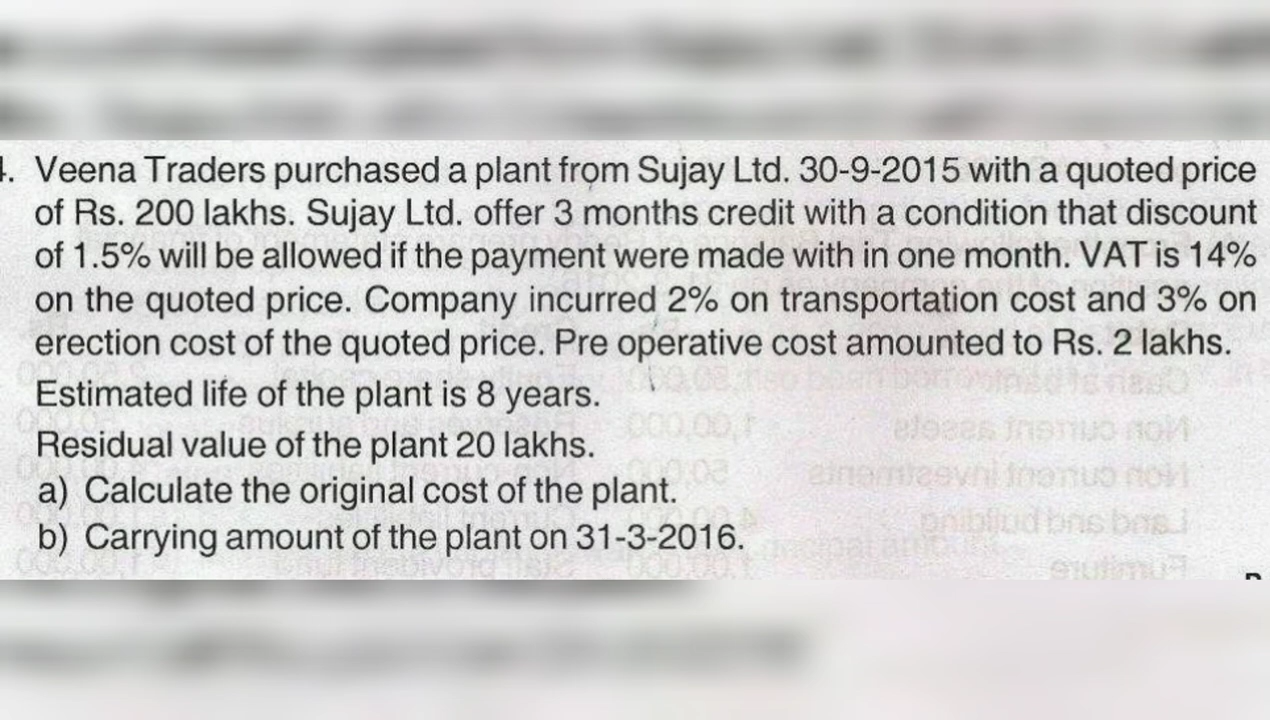 . Veena Traders purchased a plant from Sujay Ltd. 30-9-2015 with a quoted price
of Rs. 200 lakhs. Sujay Ltd. offer 3 months credit with a condition that discount
of 1.5% will be allowed if the payment were made with in one month. VAT is 14%
on the quoted price. Company incurred 2% on transportation cost and 3% on
erection cost of the quoted price. Pre operative cost amounted to Rs. 2 lakhs.
Estimated life of the plant is 8 years.
Residual value of the plant 20 lakhs.
a) Calculate the original cost of the plant.
b) Carrying amount of the plant on 31-3-2016.